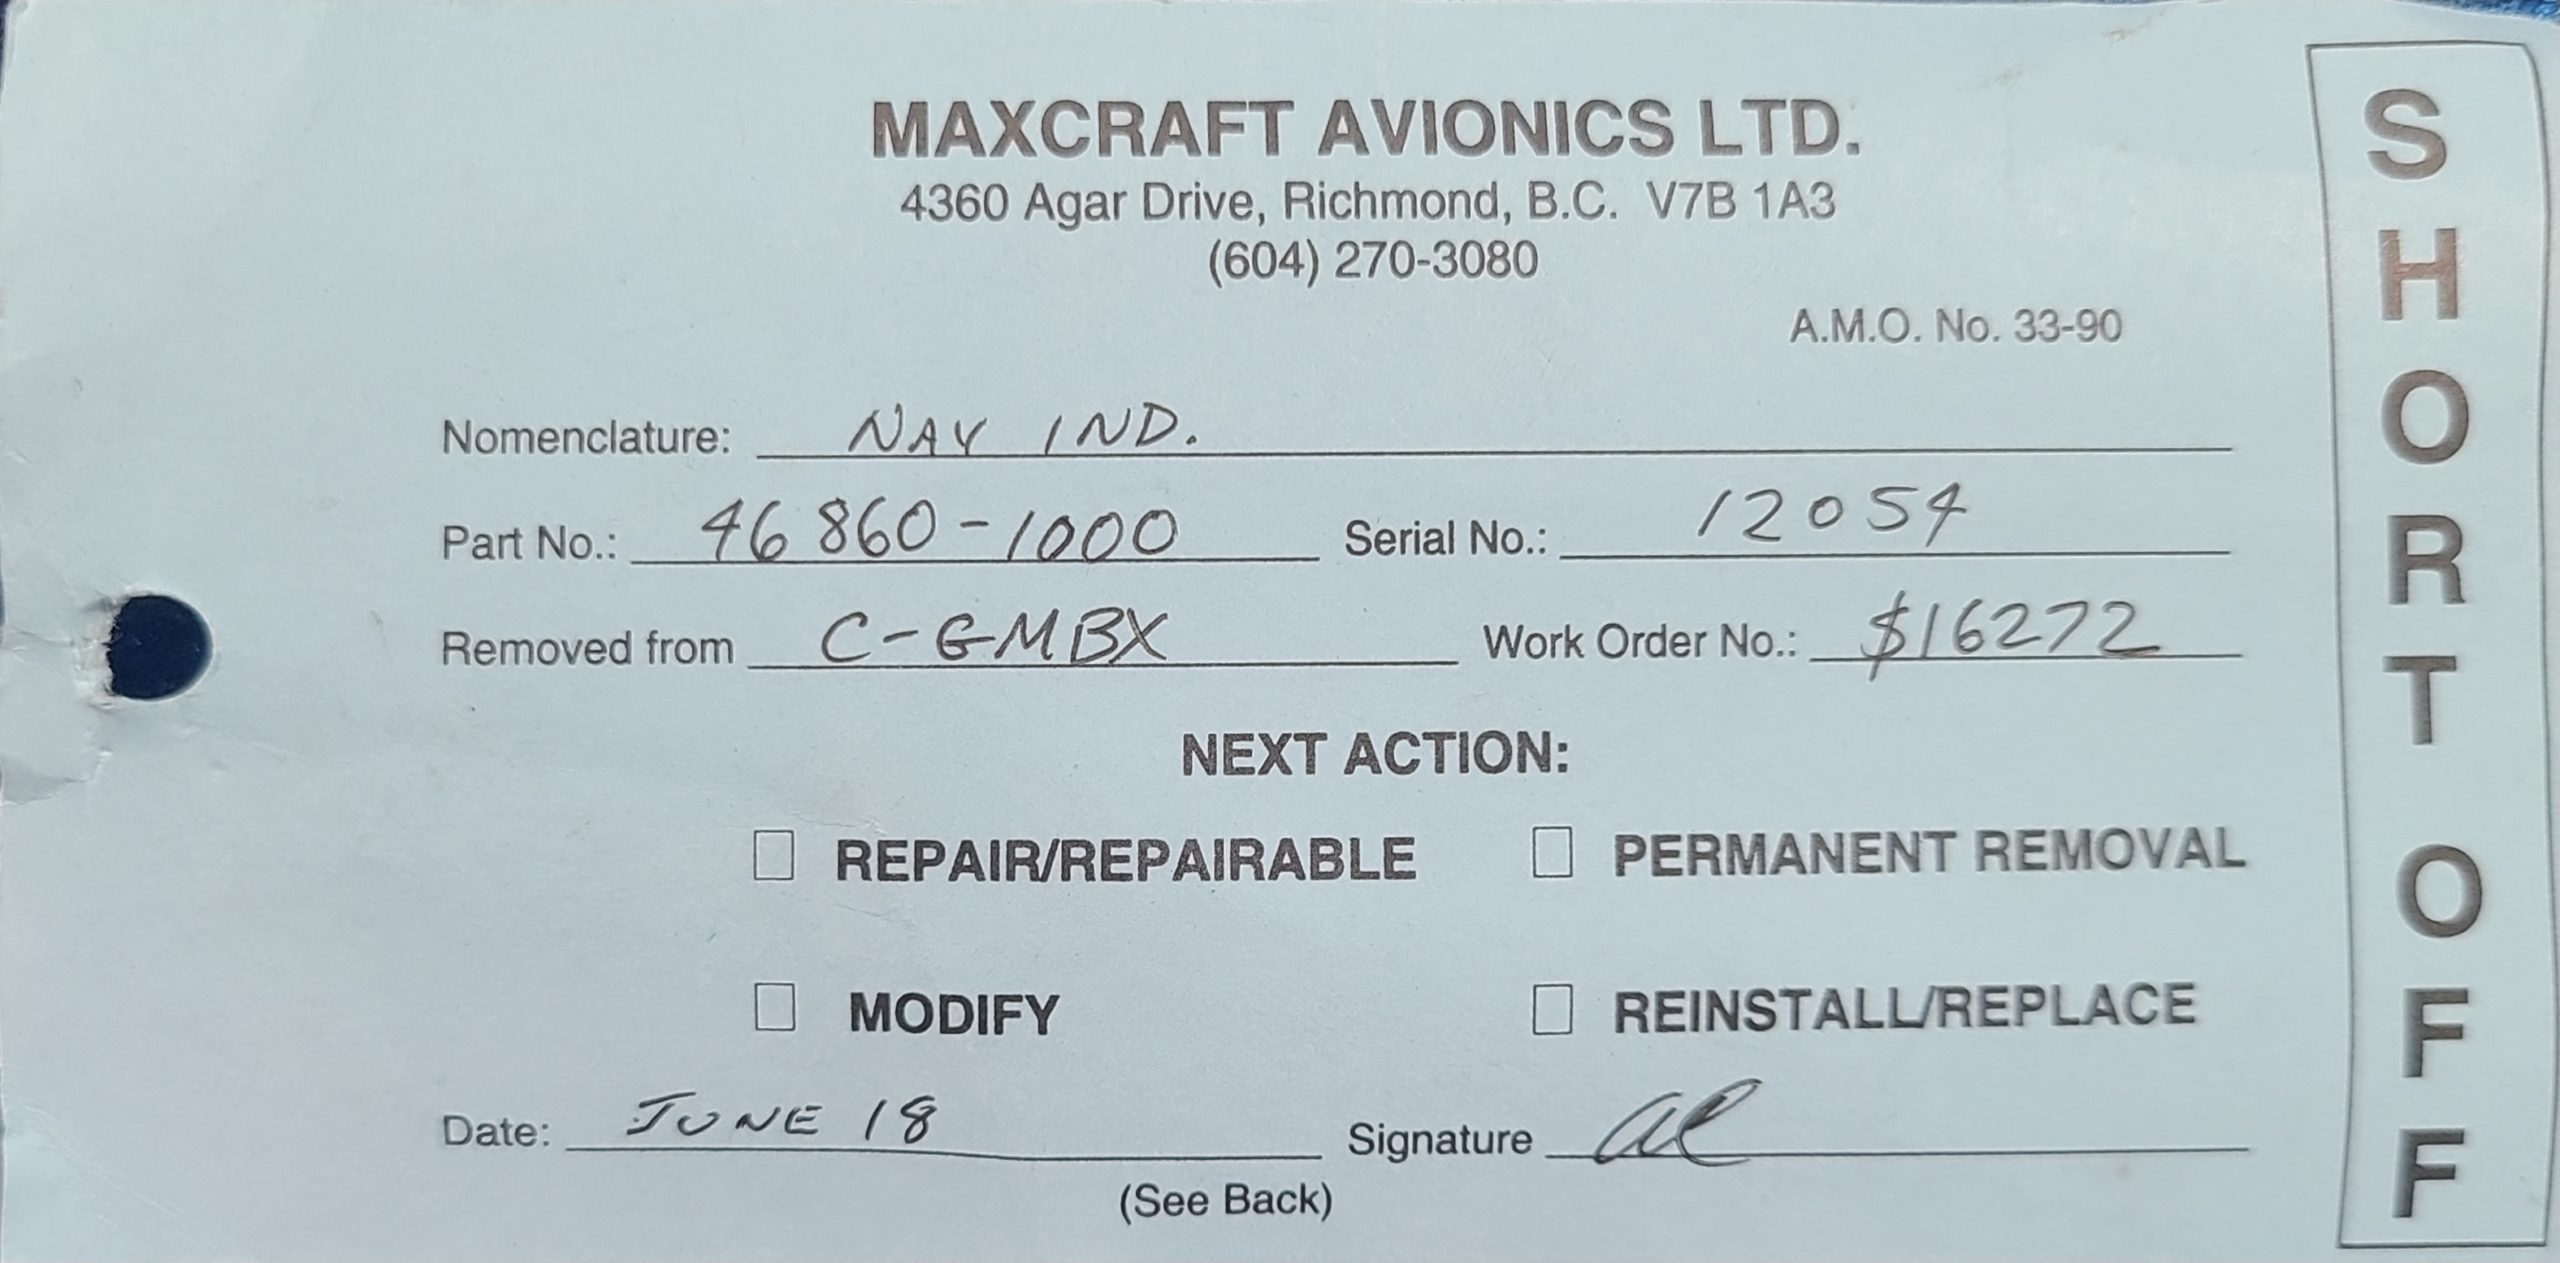 MAXCRAFT AVIONICS LTD.
4360 Agar Drive, Richmond, B.C. V7B 1A3
(604) 270-3080
A.M.O. No. 33-90
Nomenclature: NAV IND.
Part No.: 46860-1000 Serial No.: 12054
Removed from C-GMBX Work Order No.: $16272
NEXT ACTION:
☐ REPAIR/REPAIRABLE ☐ PERMANENT REMOVAL
☐ MODIFY ☐ REINSTALL/REPLACE
Date: JUNE 18 Signature
(See Back)
SHORT OFF